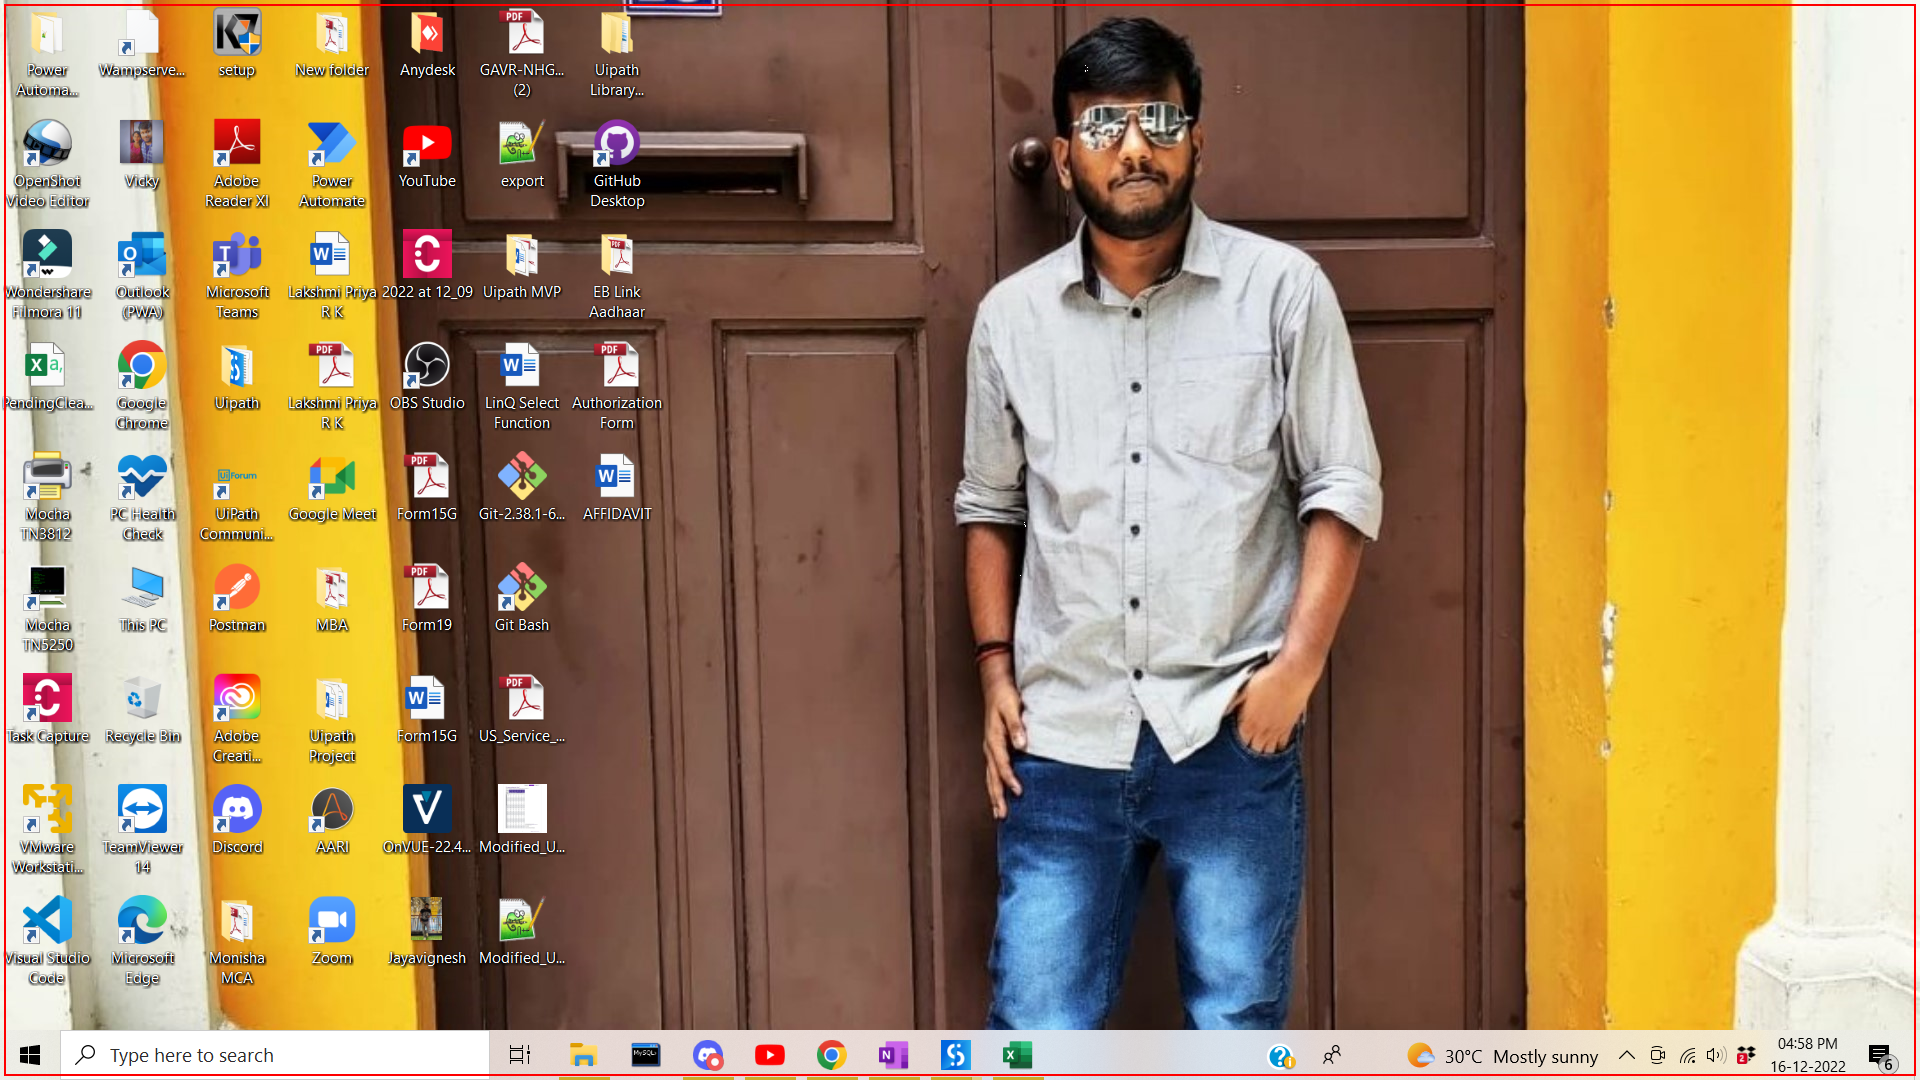 Power
Automa...
Wampserve...
setup
New folder
Anydesk
GAVR-NHG...
(2)
Uipath
Library...
OpenShot
Video Editor
Vicky
Adobe
Reader XI
Power
Automate
YouTube
export
GitHub
Desktop
Wondershare
Filmora 11
Outlook
(PWA)
Microsoft
Teams
Lakshmi Priya
R K
2022 at 12_09
Uipath MVP
EB Link
Aadhaar
PendingClea...
Google
Chrome
Uipath
Lakshmi Priya
R K
OBS Studio
LinQ Select
Function
Authorization
Form
Mocha
TN3812
PC Health
Check
UiPath
Communi...
Google Meet
Form15G
Git-2.38.1-6...
AFFIDAVIT
Mocha
TN5250
This PC
Postman
MBA
Form19
Git Bash
Task Capture
Recycle Bin
Adobe
Creati...
Uipath
Project
Form15G
US_Service_...
VMware
Workstati...
TeamViewer
14
Discord
AARI
OnVUE-22.4...
Modified_U...
Visual Studio
Code
Microsoft
Edge
Monisha
MCA
Zoom
Jayavignesh
Modified_U...
Type here to search
30°C Mostly sunny
04:58 PM
16-12-2022
6